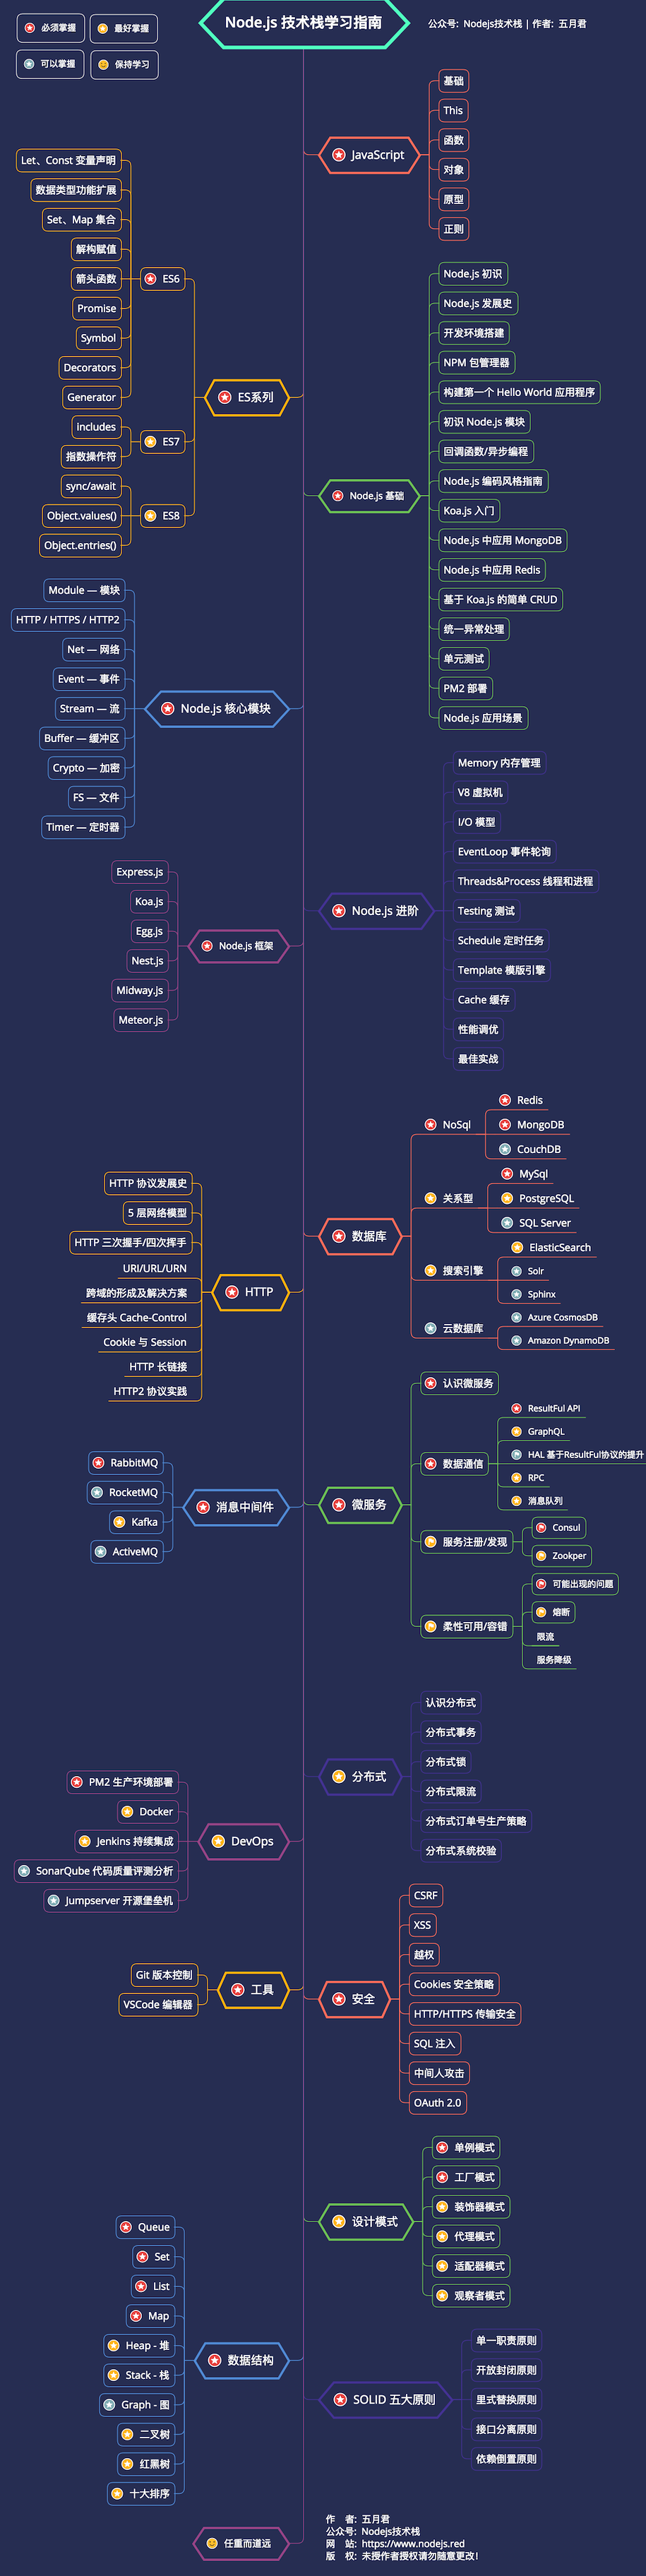 Node.js 技术栈学习指南
公众号: Nodejs技术栈 | 作者: 五月君
必须掌握
最好掌握
可以掌握
保持学习
JavaScript
基础
This
函数
对象
原型
正则
ES系列
ES6
Let、Const 变量声明
数据类型功能扩展
Set、Map 集合
解构赋值
箭头函数
Promise
Symbol
Decorators
Generator
ES7
includes
指数操作符
ES8
sync/await
Object.values()
Object.entries()
Node.js 基础
Node.js 初识
Node.js 发展史
开发环境搭建
NPM 包管理器
构建第一个 Hello World 应用程序
初识 Node.js 模块
回调函数/异步编程
Node.js 编码风格指南
Koa.js 入门
Node.js 中应用 MongoDB
Node.js 中应用 Redis
基于 Koa.js 的简单 CRUD
统一异常处理
单元测试
PM2 部署
Node.js 应用场景
Node.js 核心模块
Module — 模块
HTTP / HTTPS / HTTP2
Net — 网络
Event — 事件
Stream — 流
Buffer — 缓冲区
Crypto — 加密
FS — 文件
Timer — 定时器
Node.js 进阶
Memory 内存管理
V8 虚拟机
I/O 模型
EventLoop 事件轮询
Threads&Process 线程和进程
Testing 测试
Schedule 定时任务
Template 模版引擎
Cache 缓存
性能调优
最佳实战
Node.js 框架
Express.js
Koa.js
Egg.js
Nest.js
Midway.js
Meteor.js
数据库
NoSql
Redis
MongoDB
CouchDB
关系型
MySql
PostgreSQL
SQL Server
搜索引擎
ElasticSearch
Solr
Sphinx
云数据库
Azure CosmosDB
Amazon DynamoDB
HTTP
HTTP 协议发展史
5 层网络模型
HTTP 三次握手/四次挥手
URI/URL/URN
跨域的形成及解决方案
缓存头 Cache-Control
Cookie 与 Session
HTTP 长链接
HTTP2 协议实践
微服务
认识微服务
数据通信
ResultFul API
GraphQL
HAL 基于ResultFul协议的提升
RPC
消息队列
服务注册/发现
Consul
Zookper
柔性可用/容错
可能出现的问题
熔断
限流
服务降级
消息中间件
RabbitMQ
RocketMQ
Kafka
ActiveMQ
分布式
认识分布式
分布式事务
分布式锁
分布式限流
分布式订单号生产策略
分布式系统校验
DevOps
PM2 生产环境部署
Docker
Jenkins 持续集成
SonarQube 代码质量评测分析
Jumpserver 开源堡垒机
安全
CSRF
XSS
越权
Cookies 安全策略
HTTP/HTTPS 传输安全
SQL 注入
中间人攻击
OAuth 2.0
工具
Git 版本控制
VSCode 编辑器
设计模式
单例模式
工厂模式
装饰器模式
代理模式
适配器模式
观察者模式
数据结构
Queue
Set
List
Map
Heap - 堆
Stack - 栈
Graph - 图
二叉树
红黑树
十大排序
SOLID 五大原则
单一职责原则
开放封闭原则
里式替换原则
接口分离原则
依赖倒置原则
任重而道远
作 者: 五月君
公众号: Nodejs技术栈
网 站: https://www.nodejs.red
版 权: 未授作者授权请勿随意更改!